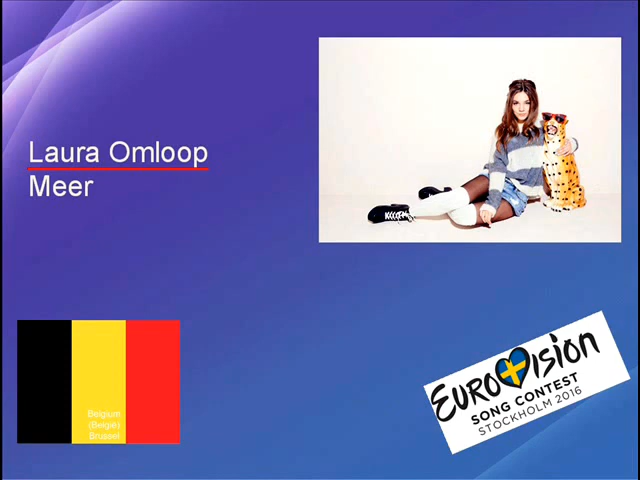 Laura Omloop
Meer
Belgium
(België)
Brussel
EUROVISION
SONG CONTEST
STOCKHOLM 2016